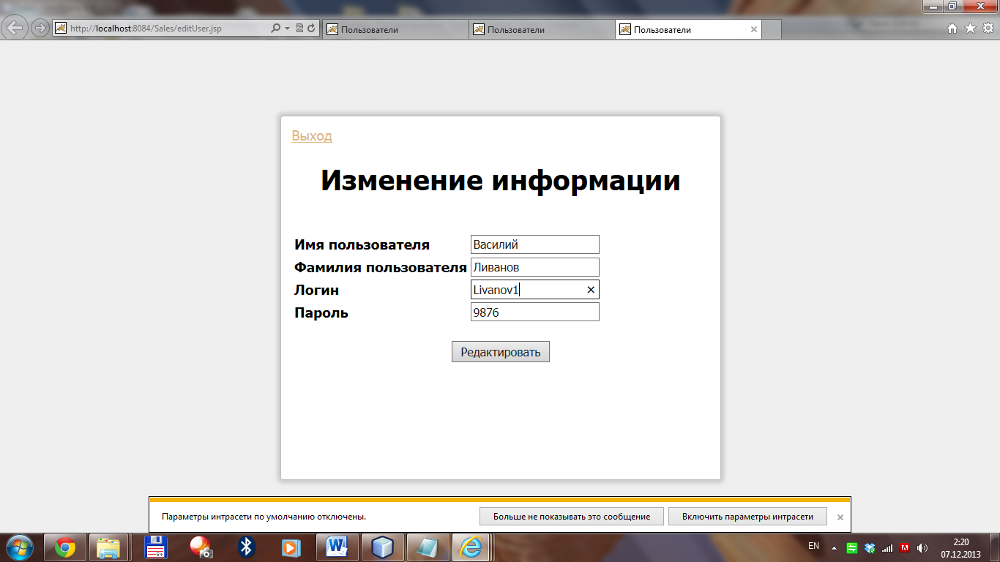 http://localhost:8084/Sales/editUser.jsp
Пользователи
Пользователи
Пользователи
Выход
Изменение информации
Имя пользователя Василий
Фамилия пользователя Ливанов
Логин Livanov1
Пароль 9876
Редактировать
Параметры интрасети по умолчанию отключены. Больше не показывать это сообщение Включить параметры интрасети
EN
2:20
07.12.2013